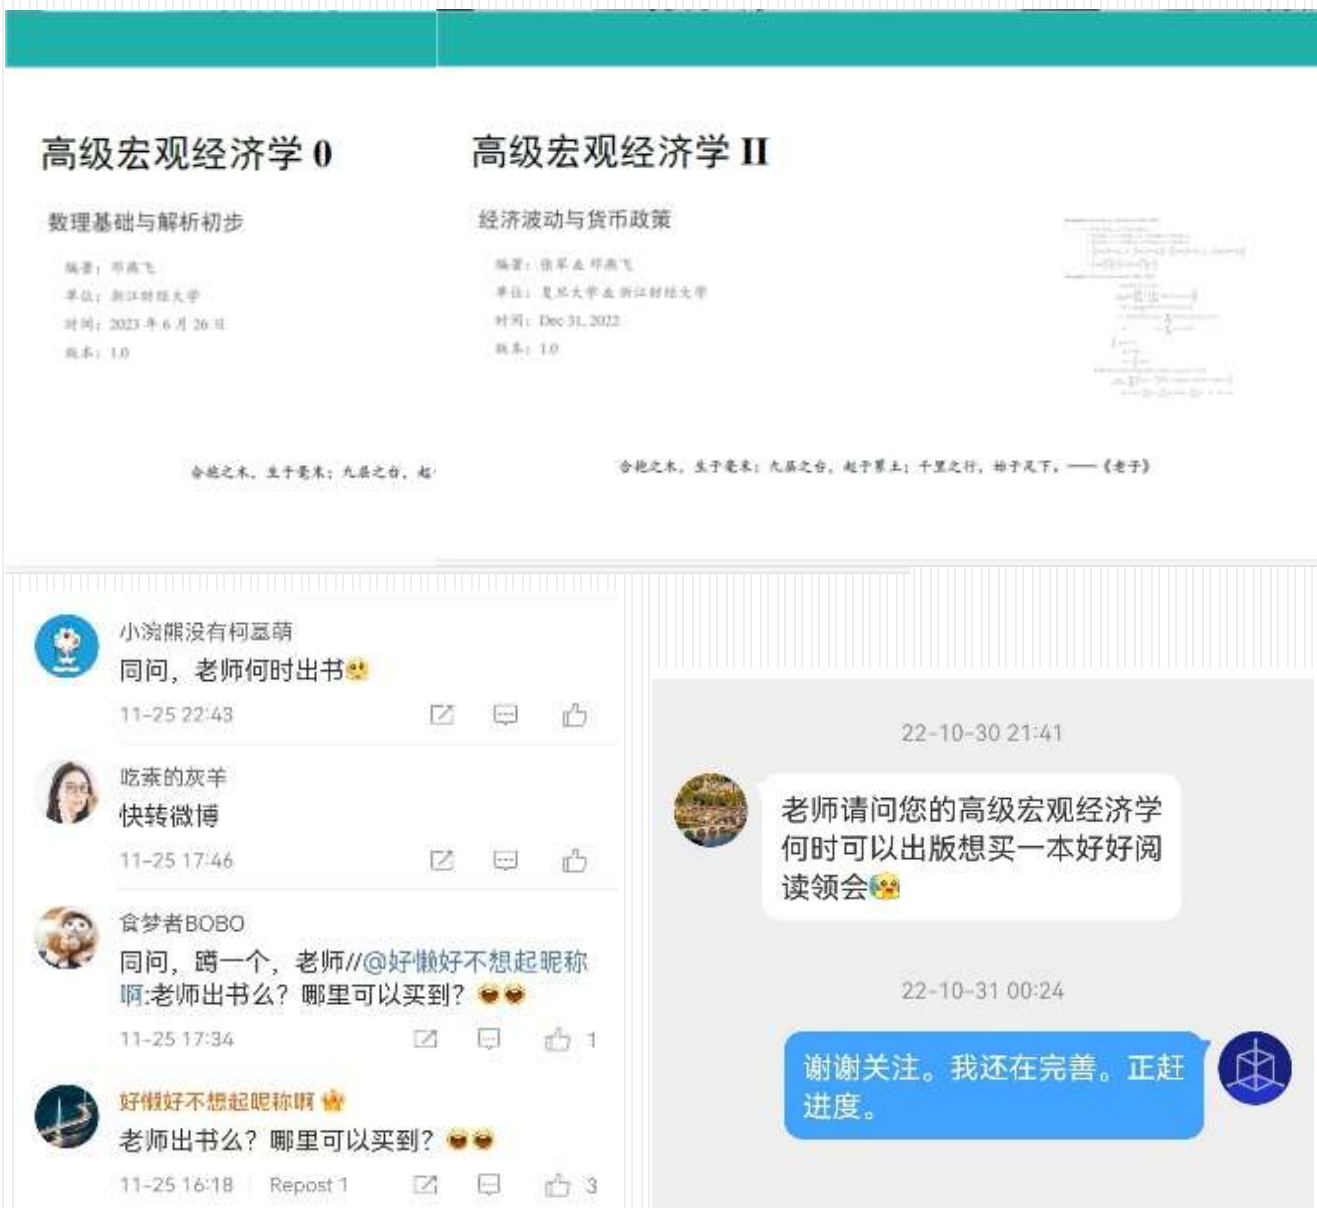 高级宏观经济学 0
数理基础与解析初步
编著：邓燕飞
单位：浙江财经大学
时间：2023 年 6 月 26 日
版本：1.0
合抱之木，生于毫末；九层之台，起
高级宏观经济学 II
经济波动与货币政策
编著：张军 & 邓燕飞
单位：复旦大学 & 浙江财经大学
时间：Dec 31, 2022
版本：1.0
合抱之木，生于毫末；九层之台，起于累土；千里之行，始于足下。——《老子》
小浣熊没有柯基萌
同问，老师何时出书
11-25 22:43
吃素的灰羊
快转微博
11-25 17:46
食梦者BOBO
同问，蹲一个，老师//@好懒好不想起昵称
啊:老师出书么？哪里可以买到？
11-25 17:34
1
好懒好不想起昵称啊
老师出书么？哪里可以买到？
11-25 16:18 Repost 1
3
22-10-30 21:41
老师请问您的高级宏观经济学
何时可以出版想买一本好好阅
读领会
22-10-31 00:24
谢谢关注。我还在完善。正赶
进度。